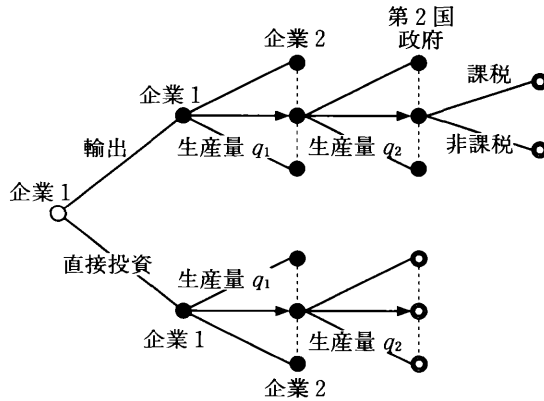 第2国
政府
企業2
課税
企業1
輸出
生産量 q₁
生産量 q₂
非課税
企業1
直接投資
生産量 q₁
企業1
生産量 q₂
企業2